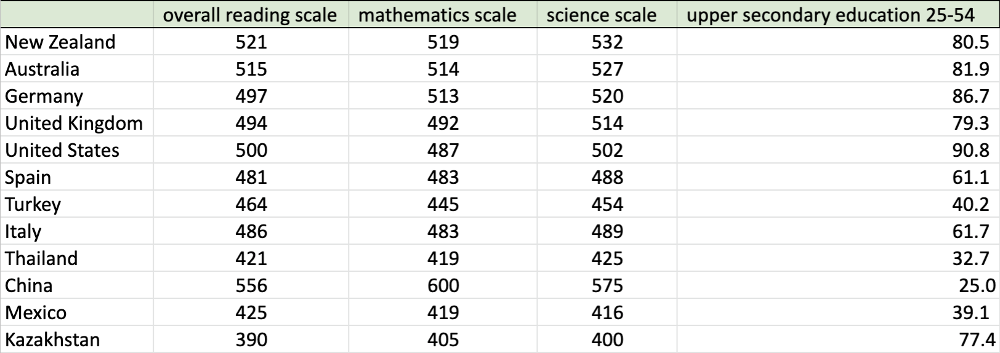 overall reading scale mathematics scale science scale upper secondary education 25-54
New Zealand 521 519 532 80.5
Australia 515 514 527 81.9
Germany 497 513 520 86.7
United Kingdom 494 492 514 79.3
United States 500 487 502 90.8
Spain 481 483 488 61.1
Turkey 464 445 454 40.2
Italy 486 483 489 61.7
Thailand 421 419 425 32.7
China 556 600 575 25.0
Mexico 425 419 416 39.1
Kazakhstan 390 405 400 77.4